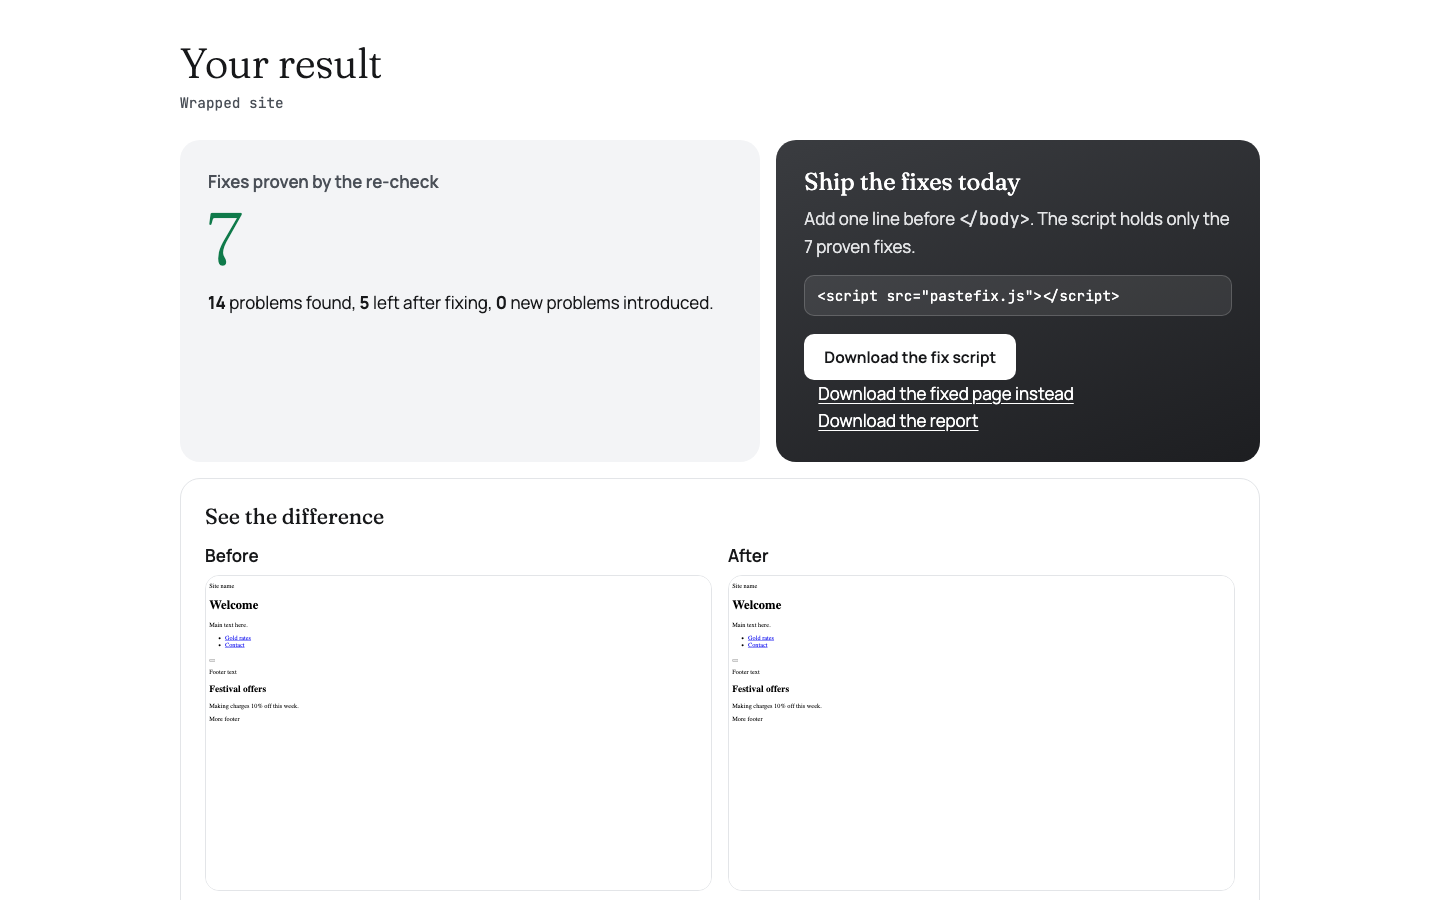 Your result
Wrapped site
Fixes proven by the re-check
7
14 problems found, 5 left after fixing, 0 new problems introduced.
Ship the fixes today
Add one line before </body>. The script holds only the
7 proven fixes.
<script src="pastefix.js"></script>
Download the fix script
Download the fixed page instead
Download the report
See the difference
Before
Site name
Welcome
Main text here.
Gold rates
Contact
Footer text
Festival offers
Making charges 10% off this week.
More footer
After
Site name
Welcome
Main text here.
Gold rates
Contact
Footer text
Festival offers
Making charges 10% off this week.
More footer